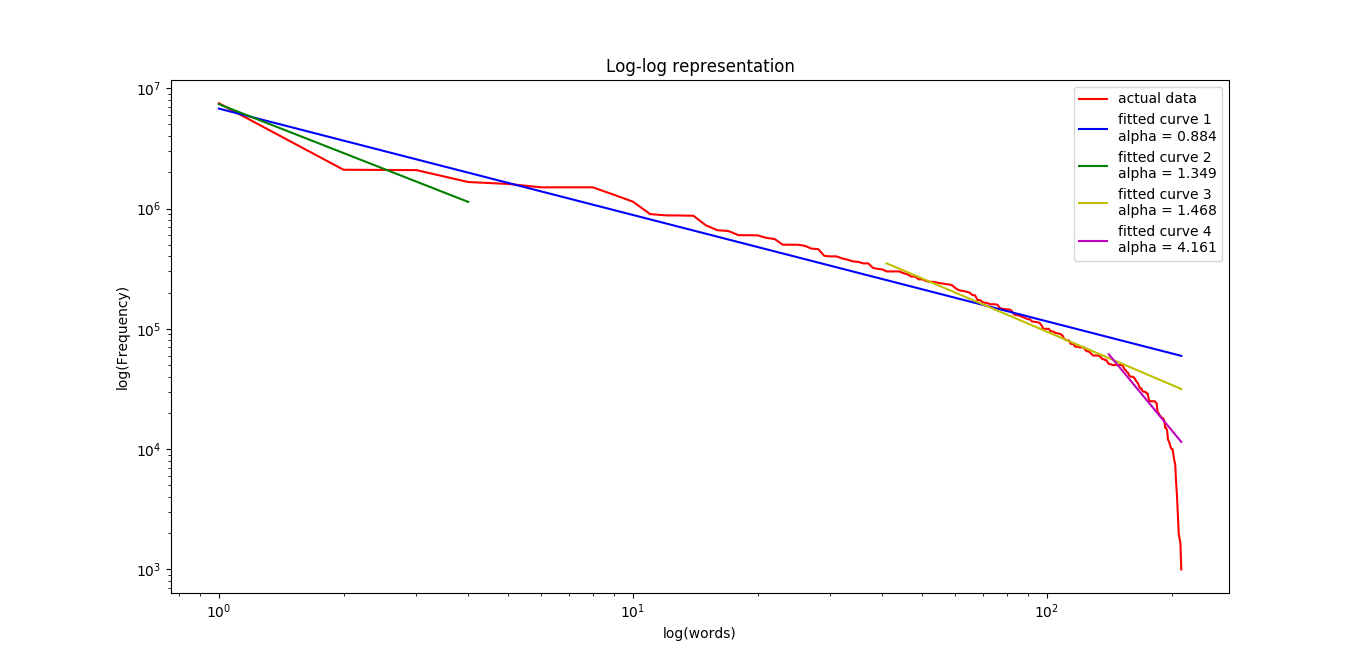 Log-log representation
10^7
10^6
10^5
10^4
10^3
log(Frequency)
actual data
fitted curve 1
alpha = 0.884
fitted curve 2
alpha = 1.349
fitted curve 3
alpha = 1.468
fitted curve 4
alpha = 4.161
10^0 10^1 10^2
log(words)